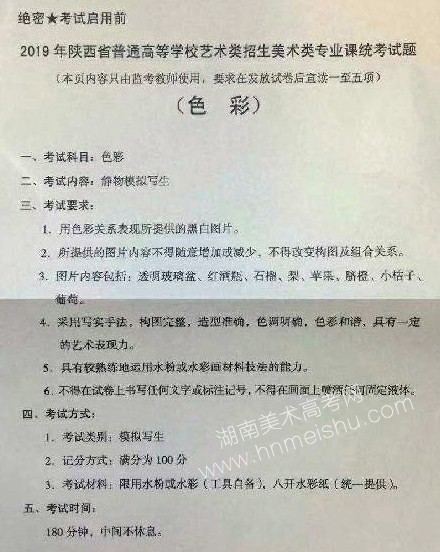 绝密★考试启用前
2019年陕西省普通高等学校艺术类招生美术类专业课统考试题
（本页内容只由监考教师使用，要求在发放试卷后宣读一至五项）
（色 彩）
一、考试科目：色彩
二、考试内容：静物模拟写生
三、考试要求：
1．用色彩关系表现所提供的黑白图片。
2．所提供的图片内容不得随意增加或减少，不得改变构图及组合关系。
3．图片内容包括：透明玻璃盆、红酒瓶、石榴、梨、苹果、脐橙、小桔子、
葡萄。
4．采用写实手法，构图完整，造型准确，色调明确，色彩和谐、具有一定
的艺术表现力。
5．具有较熟练地运用水粉或水彩画材料技法的能力。
6．不得在试卷上书写任何文字或标注记号，不得在画面上喷洒任何固定液体。
四、考试方式：
1．考试类别：模拟写生
2．记分方式：满分为100分
3．考试材料：限用水粉或水彩（工具自备），八开水彩纸（统一提供）。
五、考试时间：
180分钟，中间不休息。
湖南美术高考网
www.hnmeishu.com